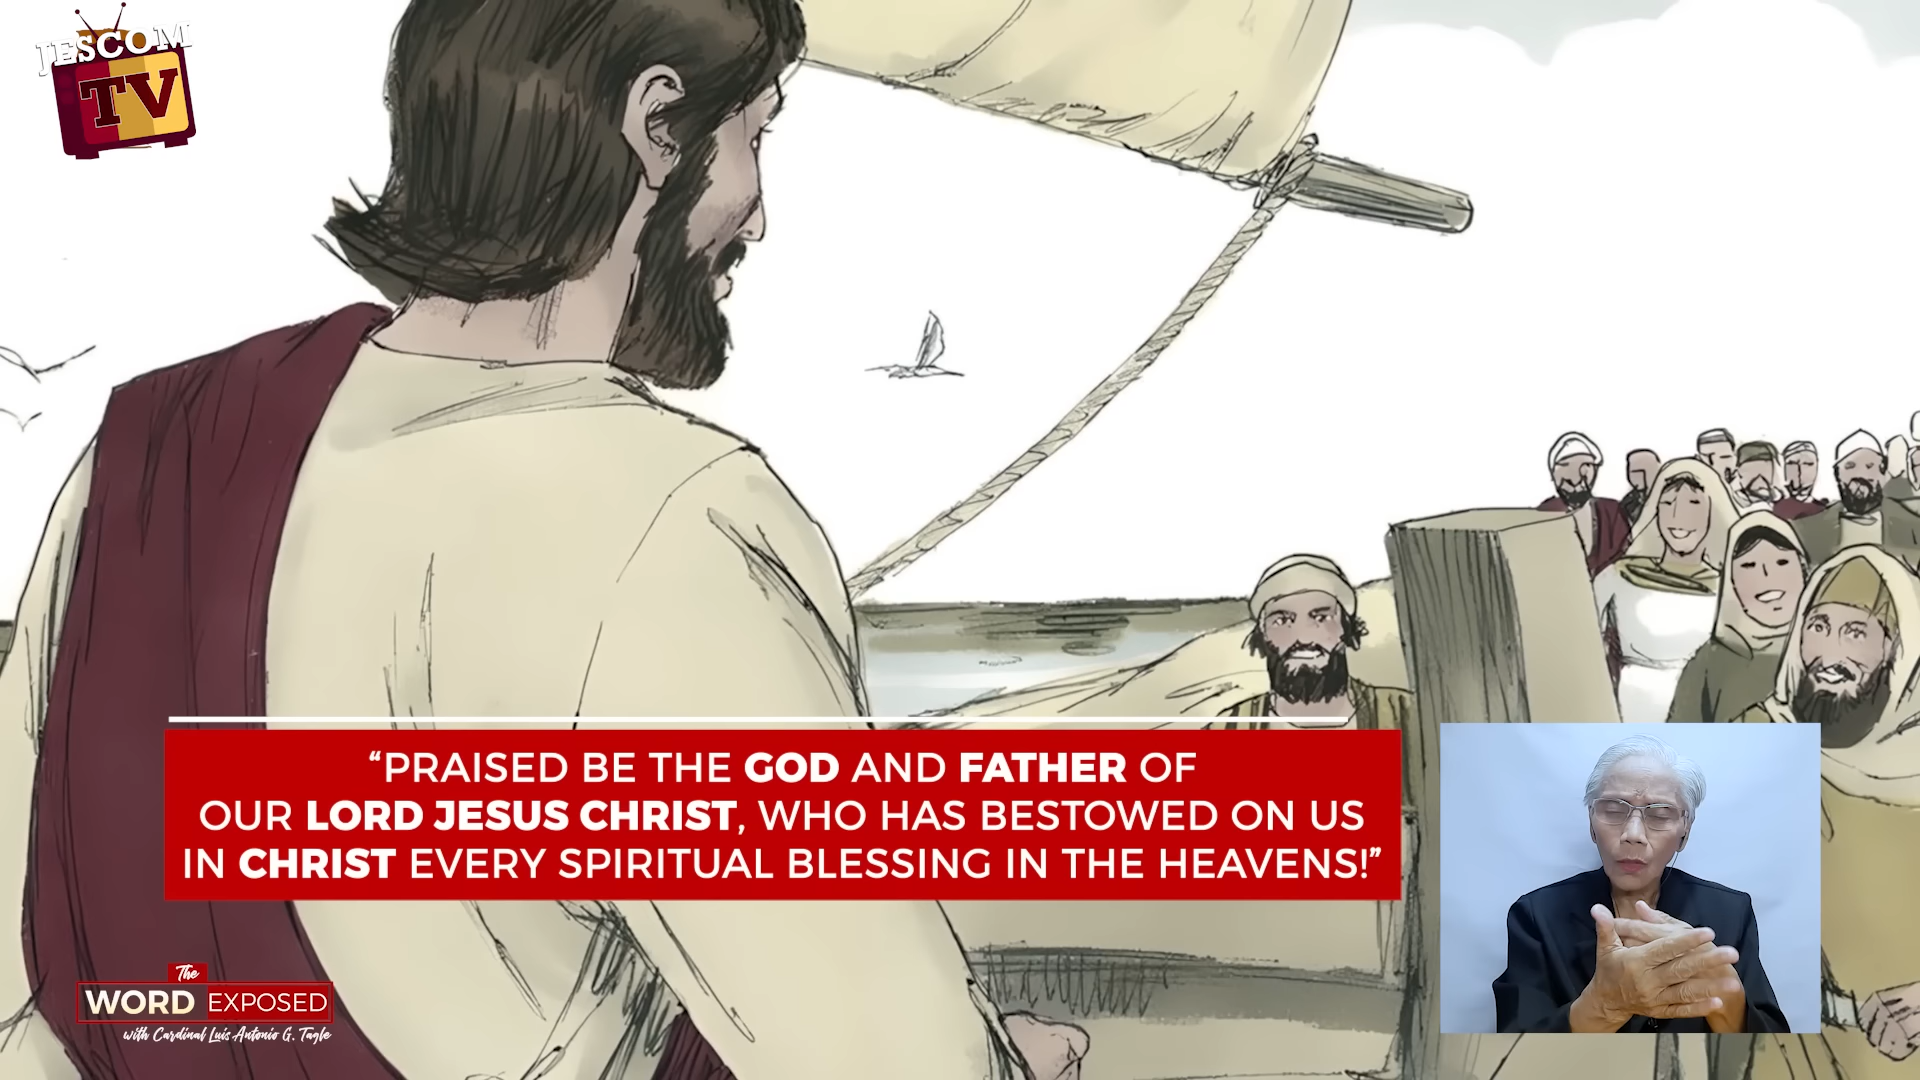 JESCOM
TV
“PRAISED BE THE GOD AND FATHER OF
OUR LORD JESUS CHRIST, WHO HAS BESTOWED ON US
IN CHRIST EVERY SPIRITUAL BLESSING IN THE HEAVENS!”
The
WORD EXPOSED
with Cardinal Luis Antonio G. Tagle